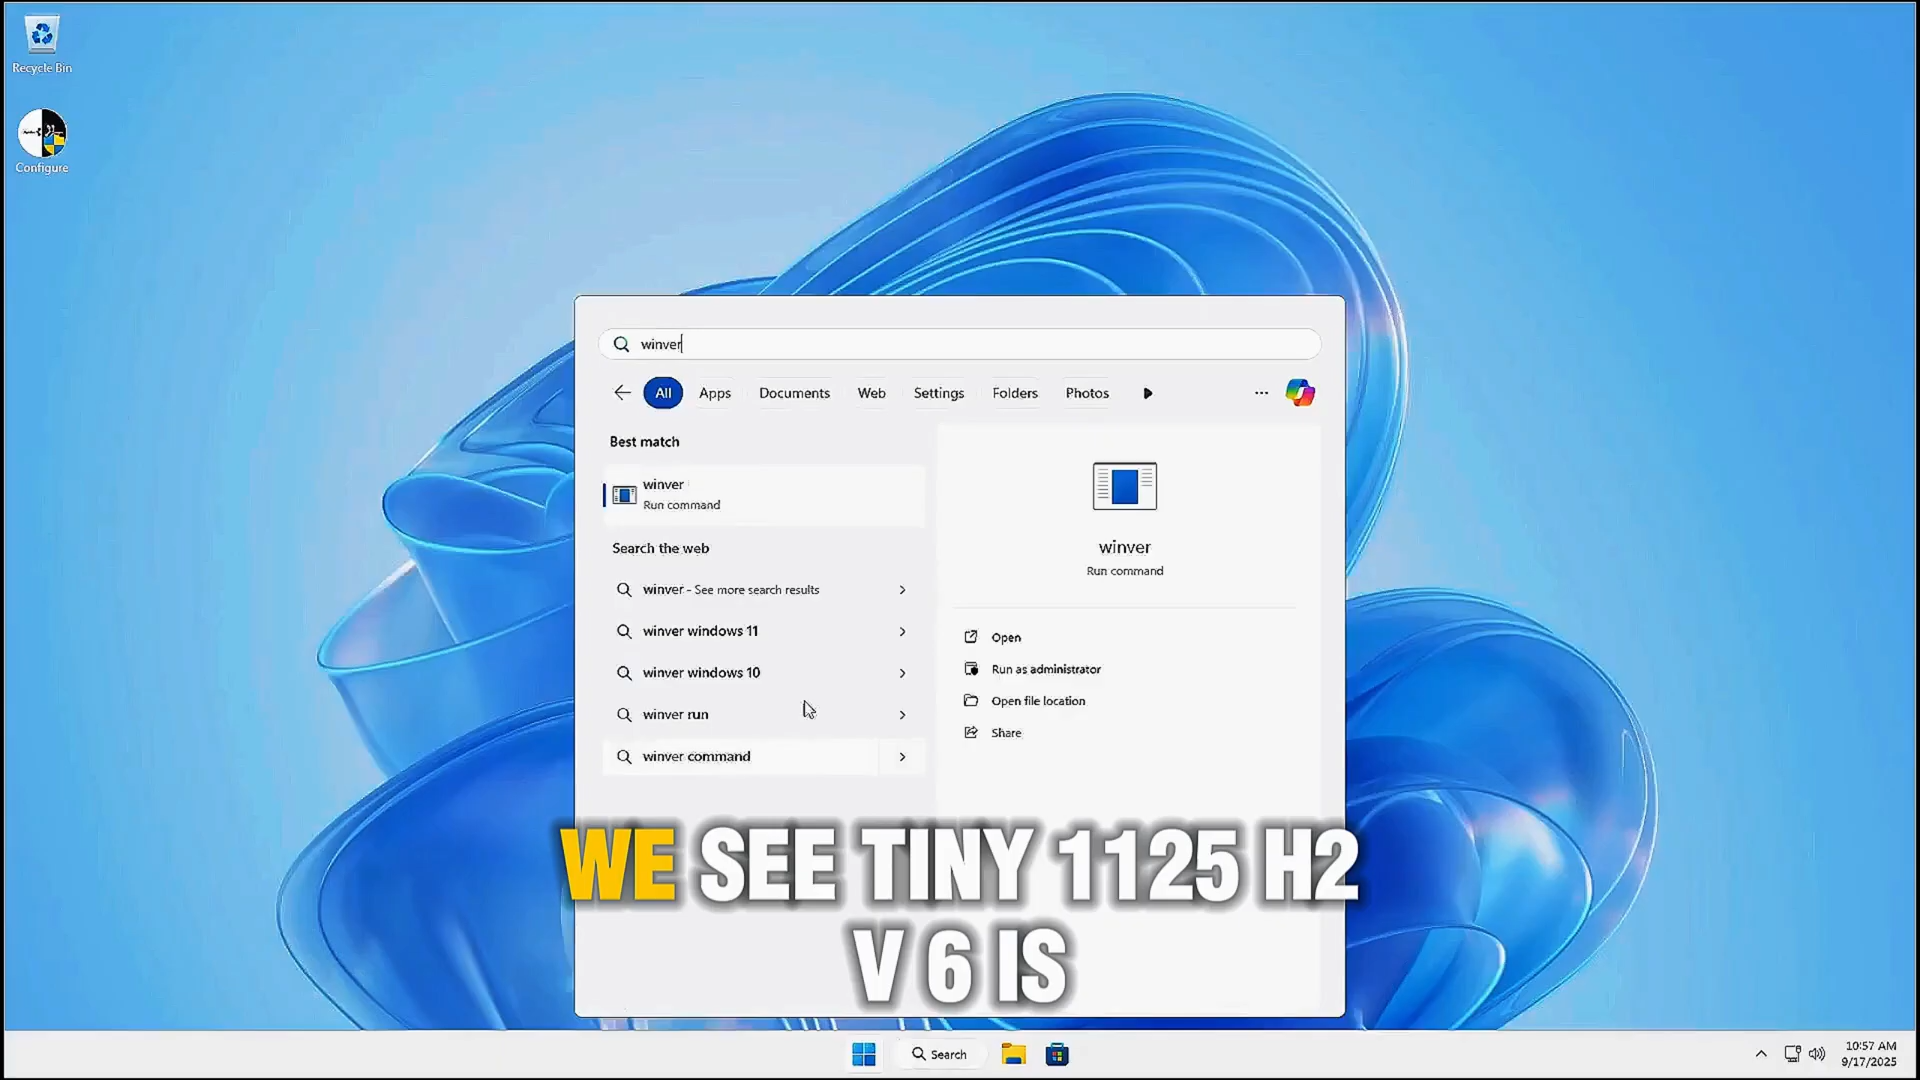 Recycle Bin
Configure
winver
All Apps Documents Web Settings Folders Photos
Best match
winver
Run command
Search the web
winver - See more search results
winver windows 11
winver windows 10
winver run
winver command
winver
Run command
Open
Run as administrator
Open file location
Share
WE SEE TINY 1125 H2
V 6 IS
Search
10:57 AM
9/17/2025